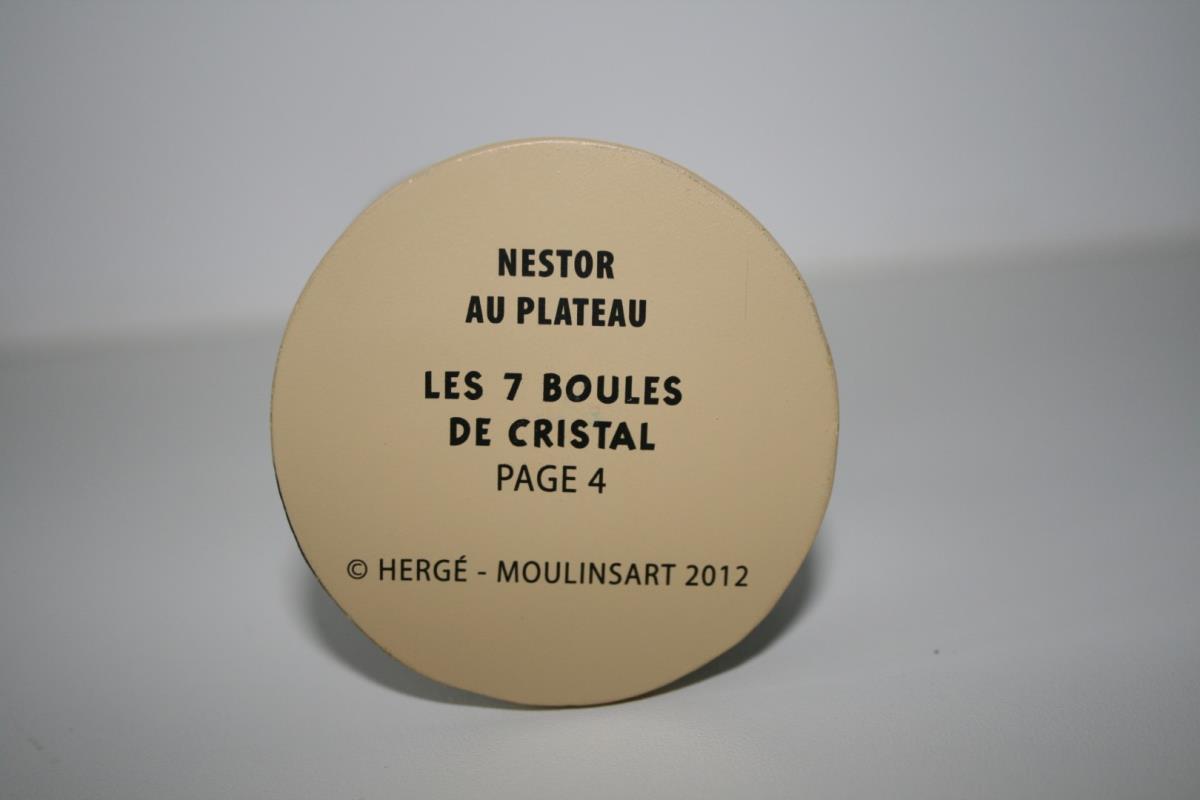 NESTOR
AU PLATEAU
LES 7 BOULES
DE CRISTAL
PAGE 4
© HERGÉ - MOULINSART 2012